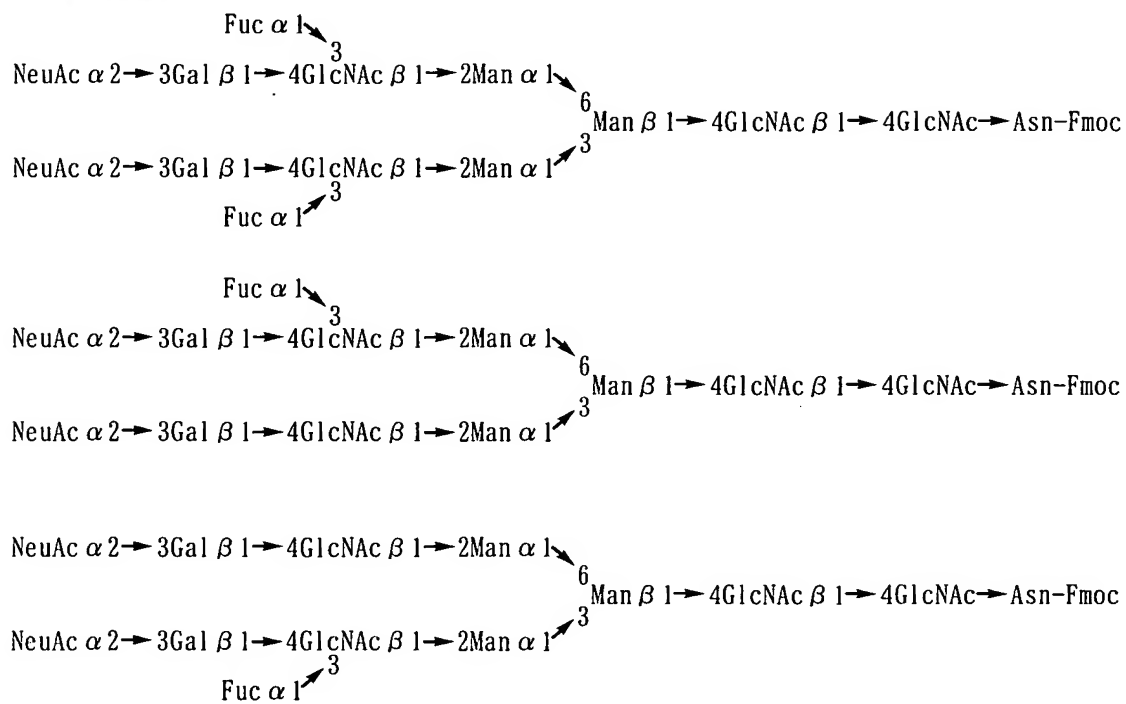 Fuc α 1→3
NeuAc α 2→3Gal β 1→4GlcNAc β 1→2Man α 1→6
Man β 1→4GlcNAc β 1→4GlcNAc→Asn-Fmoc
NeuAc α 2→3Gal β 1→4GlcNAc β 1→2Man α 1→3
Fuc α 1→3
Fuc α 1→3
NeuAc α 2→3Gal β 1→4GlcNAc β 1→2Man α 1→6
Man β 1→4GlcNAc β 1→4GlcNAc→Asn-Fmoc
NeuAc α 2→3Gal β 1→4GlcNAc β 1→2Man α 1→3
NeuAc α 2→3Gal β 1→4GlcNAc β 1→2Man α 1→6
Man β 1→4GlcNAc β 1→4GlcNAc→Asn-Fmoc
NeuAc α 2→3Gal β 1→4GlcNAc β 1→2Man α 1→3
Fuc α 1→3